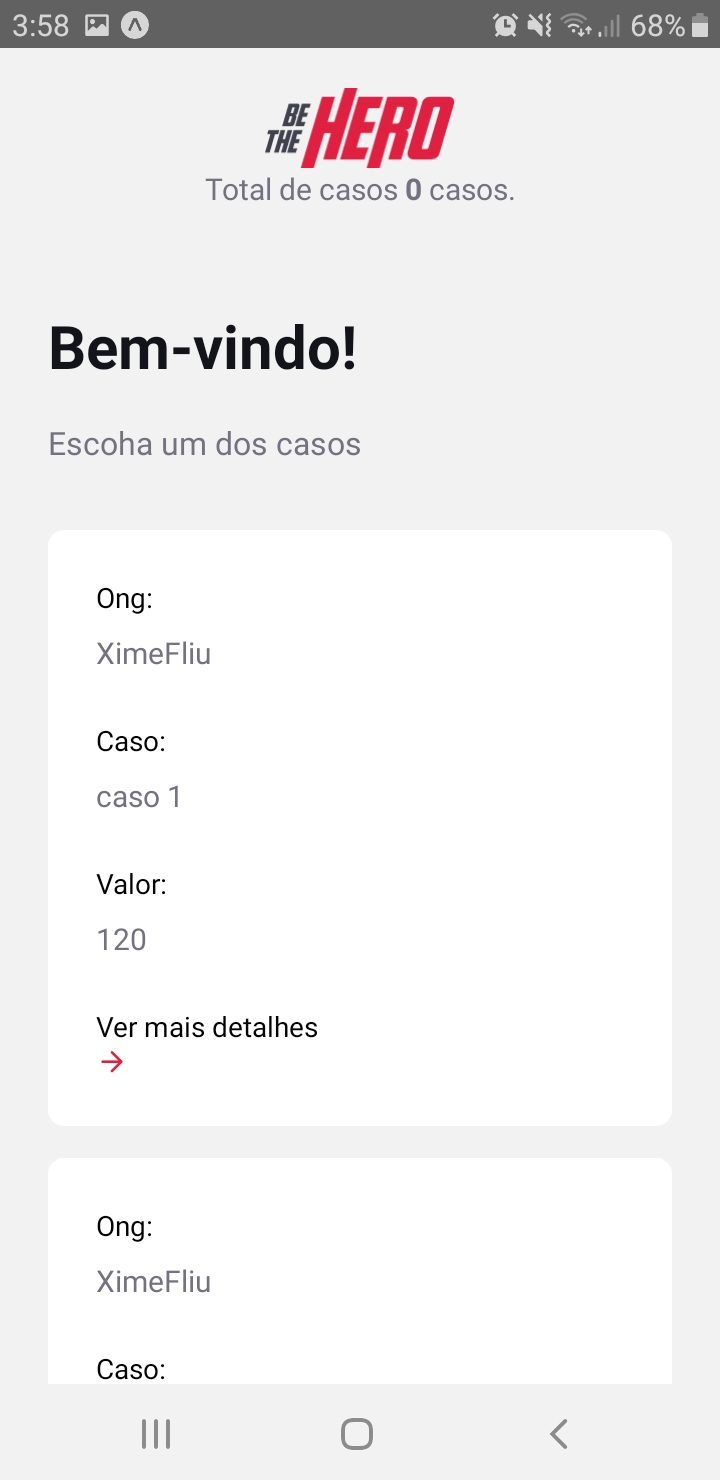 3:58
68%
BE
THE HERO
Total de casos 0 casos.
Bem-vindo!
Escoha um dos casos
Ong:
XimeFliu
Caso:
caso 1
Valor:
120
Ver mais detalhes
Ong:
XimeFliu
Caso: